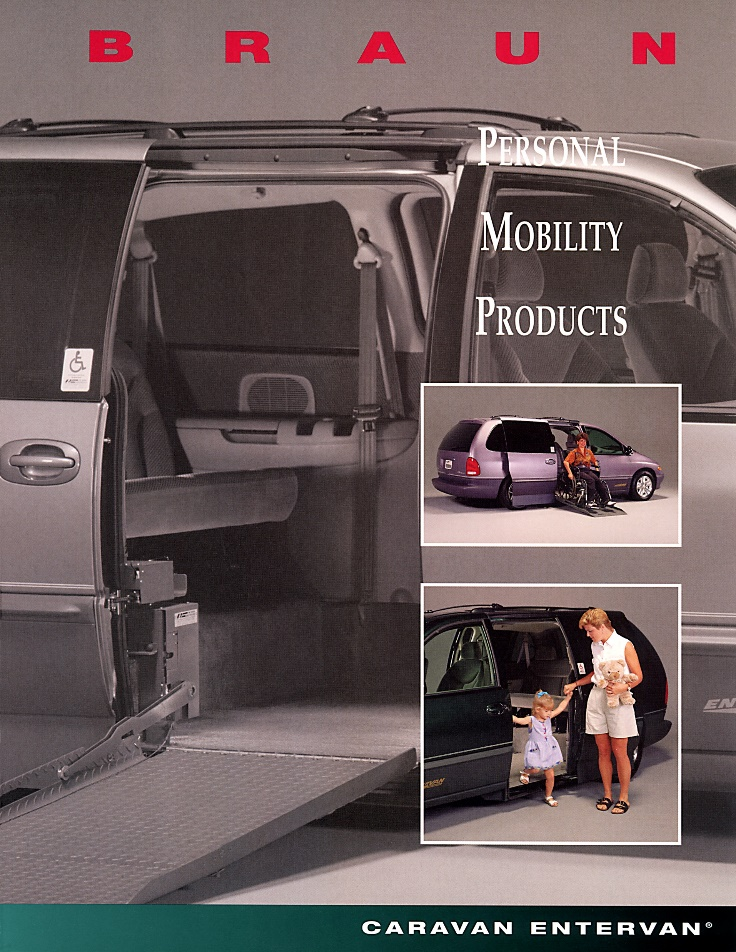 BRAUN
PERSONAL
MOBILITY
PRODUCTS
CARAVAN ENTERVAN®